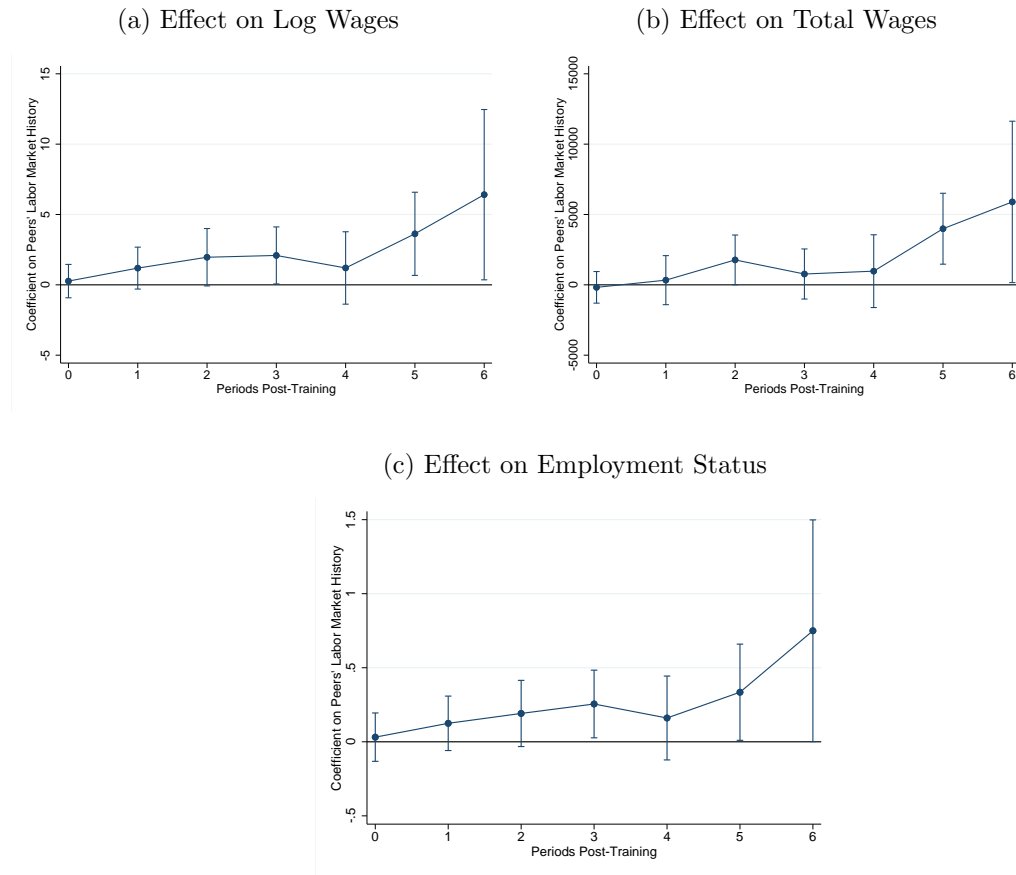 (a) Effect on Log Wages
Coefficient on Peers' Labor Market History
15
10
5
0
-5
0 1 2 3 4 5 6
Periods Post-Training
(b) Effect on Total Wages
Coefficient on Peers' Labor Market History
15000
10000
5000
0
-5000
0 1 2 3 4 5 6
Periods Post-Training
(c) Effect on Employment Status
Coefficient on Peers' Labor Market History
1.5
1
.5
0
-.5
0 1 2 3 4 5 6
Periods Post-Training